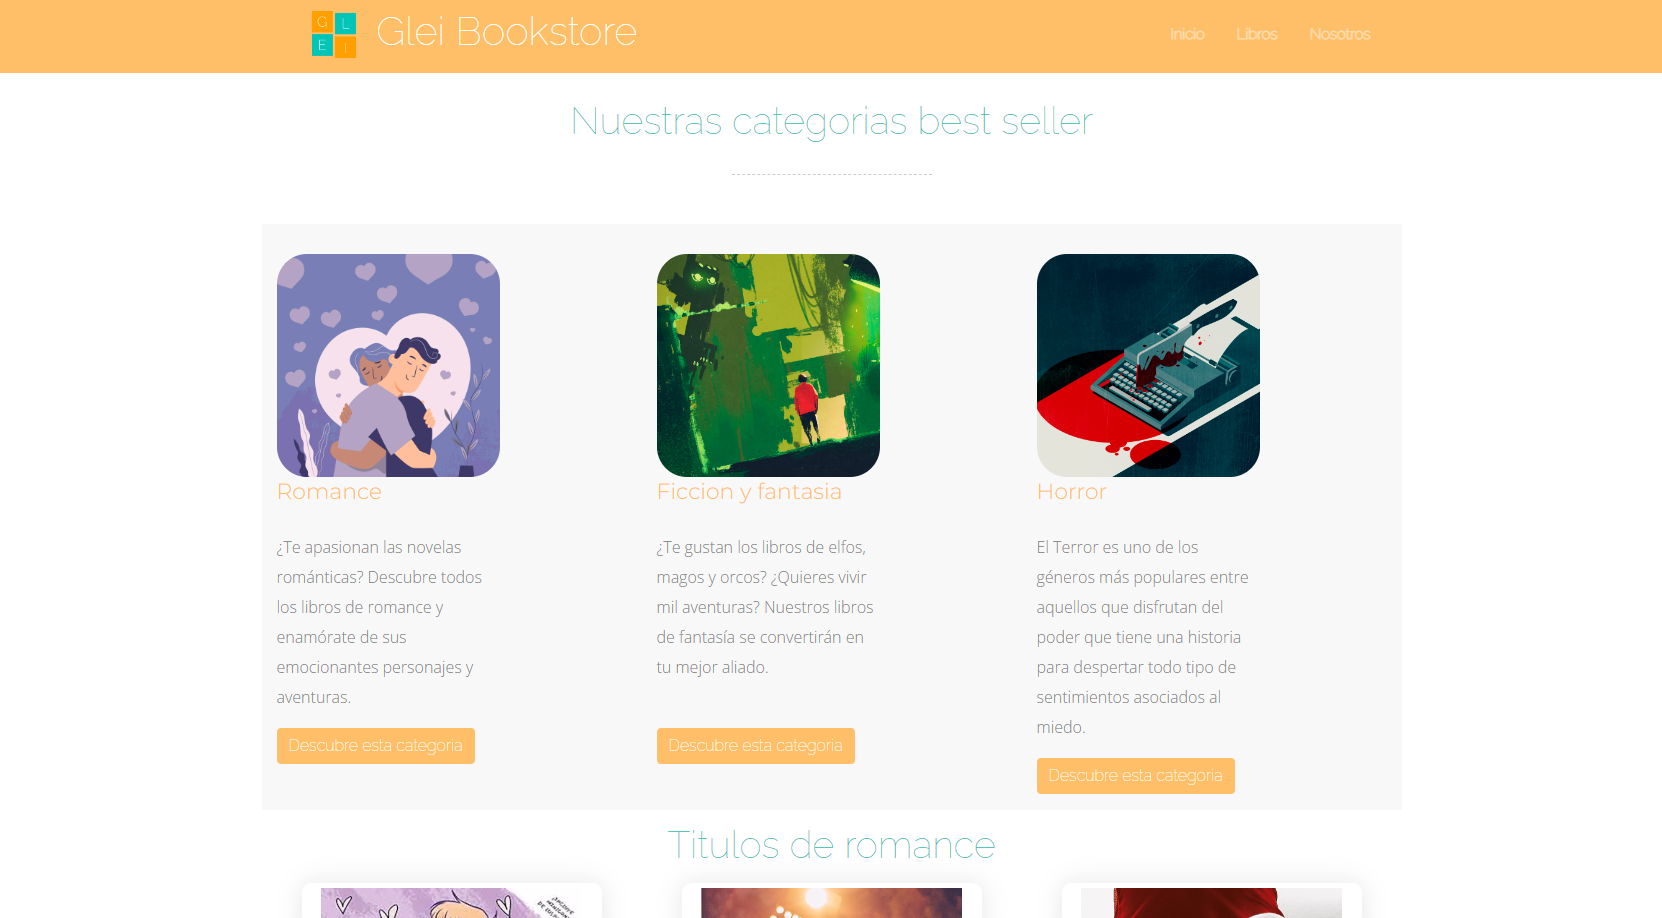 G L
E I
Glei Bookstore
Inicio
Libros
Nosotros
Nuestras categorias best seller
Romance
¿Te apasionan las novelas
románticas? Descubre todos
los libros de romance y
enamórate de sus
emocionantes personajes y
aventuras.
Descubre esta categoria
Ficcion y fantasia
¿Te gustan los libros de elfos,
magos y orcos? ¿Quieres vivir
mil aventuras? Nuestros libros
de fantasía se convertirán en
tu mejor aliado.
Descubre esta categoria
Horror
El Terror es uno de los
géneros más populares entre
aquellos que disfrutan del
poder que tiene una historia
para despertar todo tipo de
sentimientos asociados al
miedo.
Descubre esta categoria
Titulos de romance